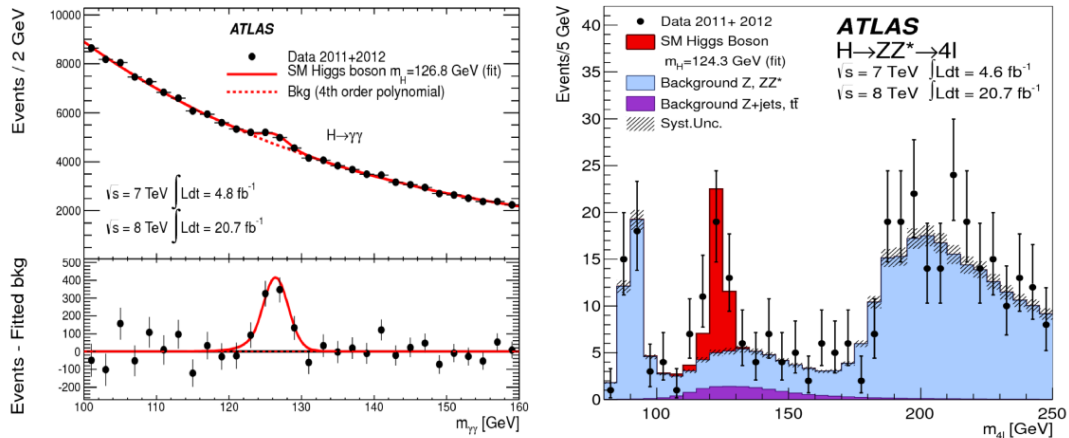 Events / 2 GeV
10000
8000
6000
4000
2000
ATLAS
Data 2011+2012
SM Higgs boson mH=126.8 GeV (fit)
Bkg (4th order polynomial)
H→γγ
√s = 7 TeV ∫Ldt = 4.8 fb-1
√s = 8 TeV ∫Ldt = 20.7 fb-1
Events - Fitted bkg
500
400
300
200
100
0
-100
-200
100 110 120 130 140 150 160
mγγ [GeV]
Events/5 GeV
40
35
30
25
20
15
10
5
0
Data 2011+ 2012
SM Higgs Boson
mH=124.3 GeV (fit)
Background Z, ZZ*
Background Z+jets, tt̄
Syst.Unc.
ATLAS
H→ZZ*→4l
√s = 7 TeV ∫Ldt = 4.6 fb-1
√s = 8 TeV ∫Ldt = 20.7 fb-1
100 150 200 250
m4l [GeV]